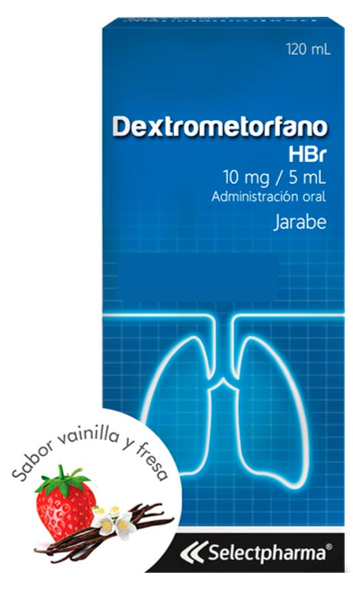 120 mL
Dextrometorfano
HBr
10 mg / 5 mL
Administración oral
Jarabe
Sabor vainilla y fresa
Selectpharma®